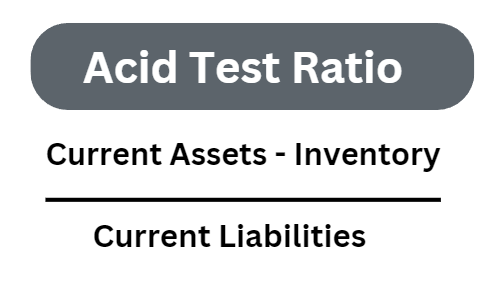 Acid Test Ratio
Current Assets - Inventory
Current Liabilities